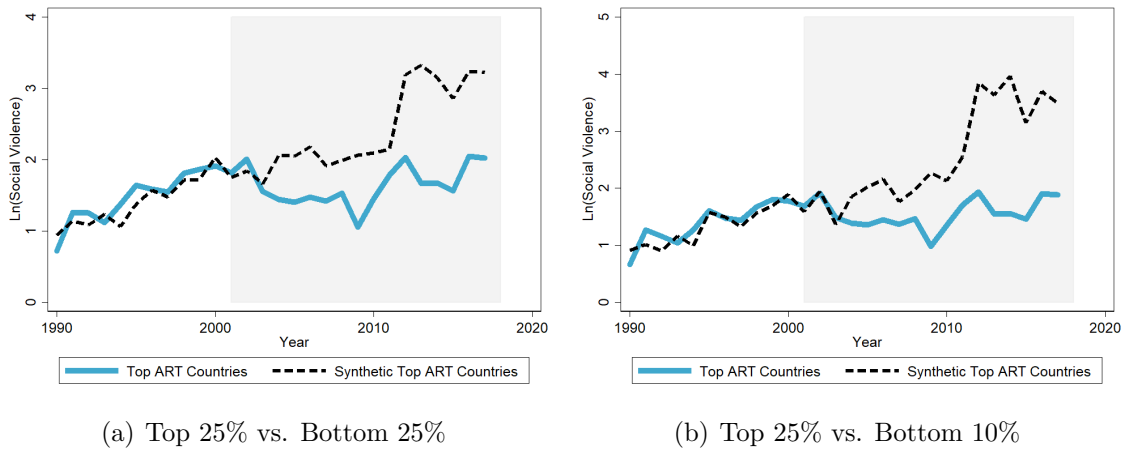 4
3
2
1
0
Ln(Social Violence)
1990 2000 2010 2020
Year
Top ART Countries Synthetic Top ART Countries
(a) Top 25% vs. Bottom 25%
5
4
3
2
1
0
Ln(Social Violence)
1990 2000 2010 2020
Year
Top ART Countries Synthetic Top ART Countries
(b) Top 25% vs. Bottom 10%